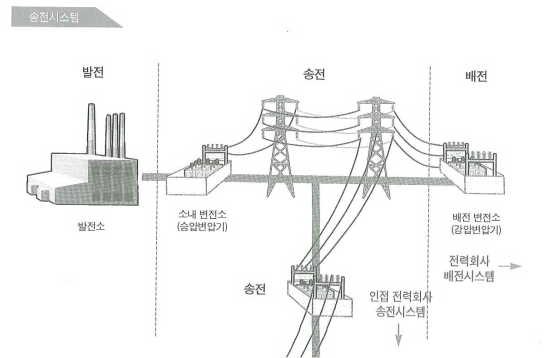 송전시스템
발전
송전
배전
발전소
소내 변전소
(승압변압기)
배전 변전소
(강압변압기)
전력회사
배전시스템
송전
인접 전력회사
송전시스템